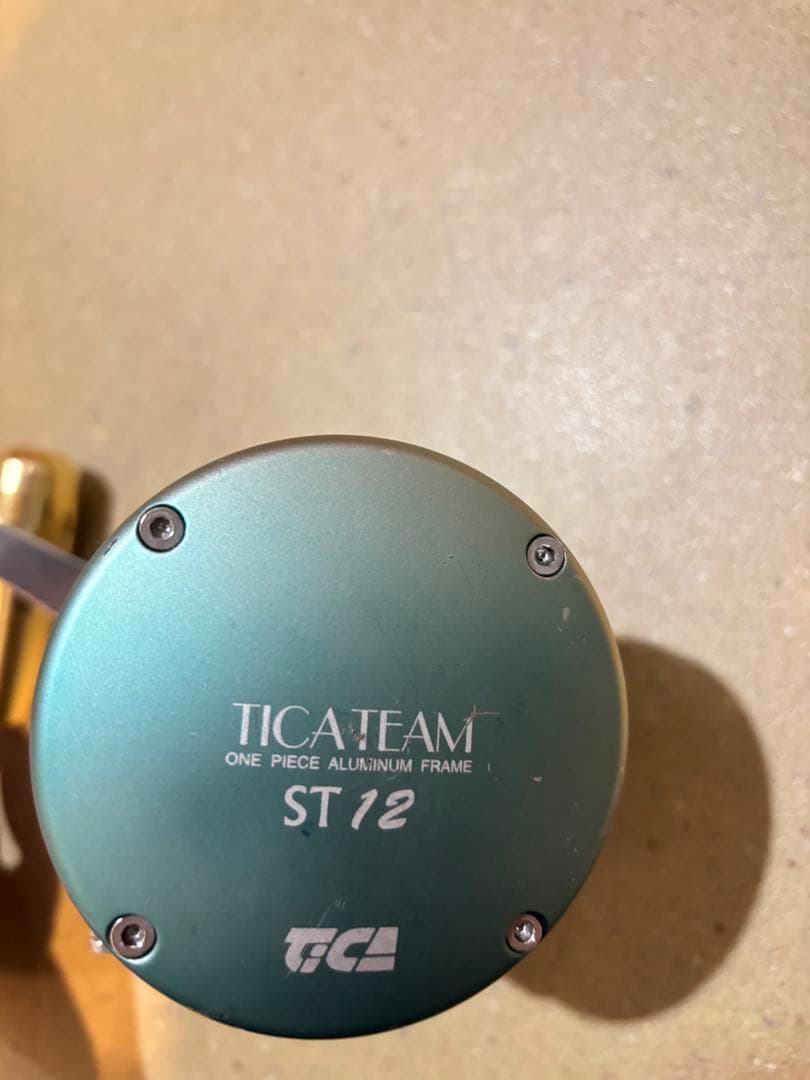 TICA TEAM
ONE PIECE ALUMINUM FRAME
ST 12
TiCA